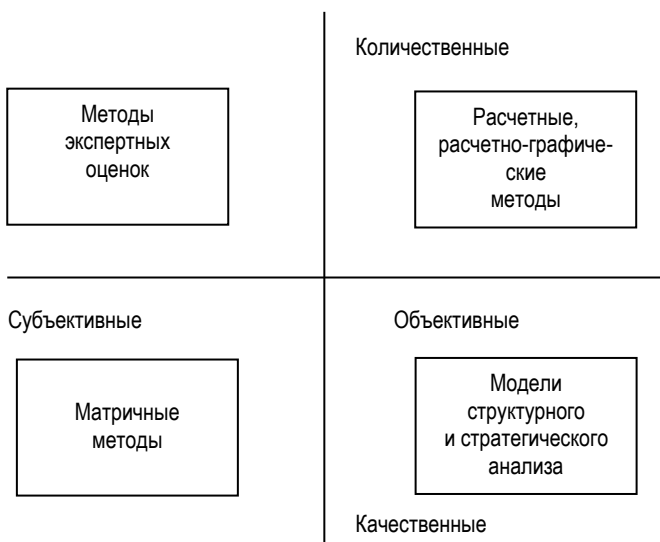 Количественные
Методы
экспертных
оценок
Расчетные,
расчетно-графиче-
ские
методы
Субъективные
Объективные
Матричные
методы
Модели
структурного
и стратегического
анализа
Качественные